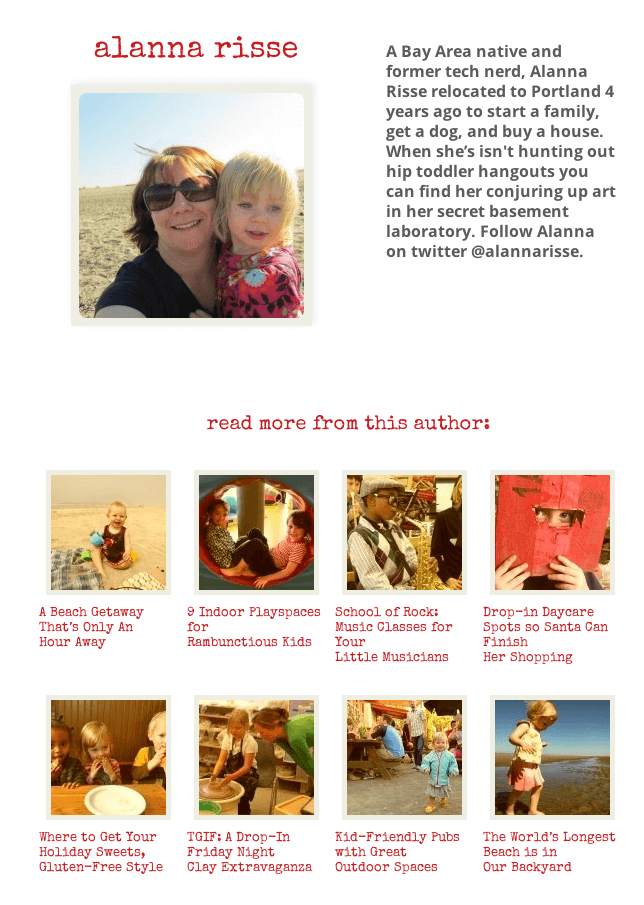 alanna risse
A Bay Area native and
former tech nerd, Alanna
Risse relocated to Portland 4
years ago to start a family,
get a dog, and buy a house.
When she’s isn't hunting out
hip toddler hangouts you
can find her conjuring up art
in her secret basement
laboratory. Follow Alanna
on twitter @alannarisse.
read more from this author:
A Beach Getaway
That's Only An
Hour Away
9 Indoor Playspaces
for
Rambunctious Kids
School of Rock:
Music Classes for
Your
Little Musicians
Drop-in Daycare
Spots so Santa Can
Finish
Her Shopping
Where to Get Your
Holiday Sweets,
Gluten-Free Style
TGIF: A Drop-In
Friday Night
Clay Extravaganza
Kid-Friendly Pubs
with Great
Outdoor Spaces
The World's Longest
Beach is in
Our Backyard